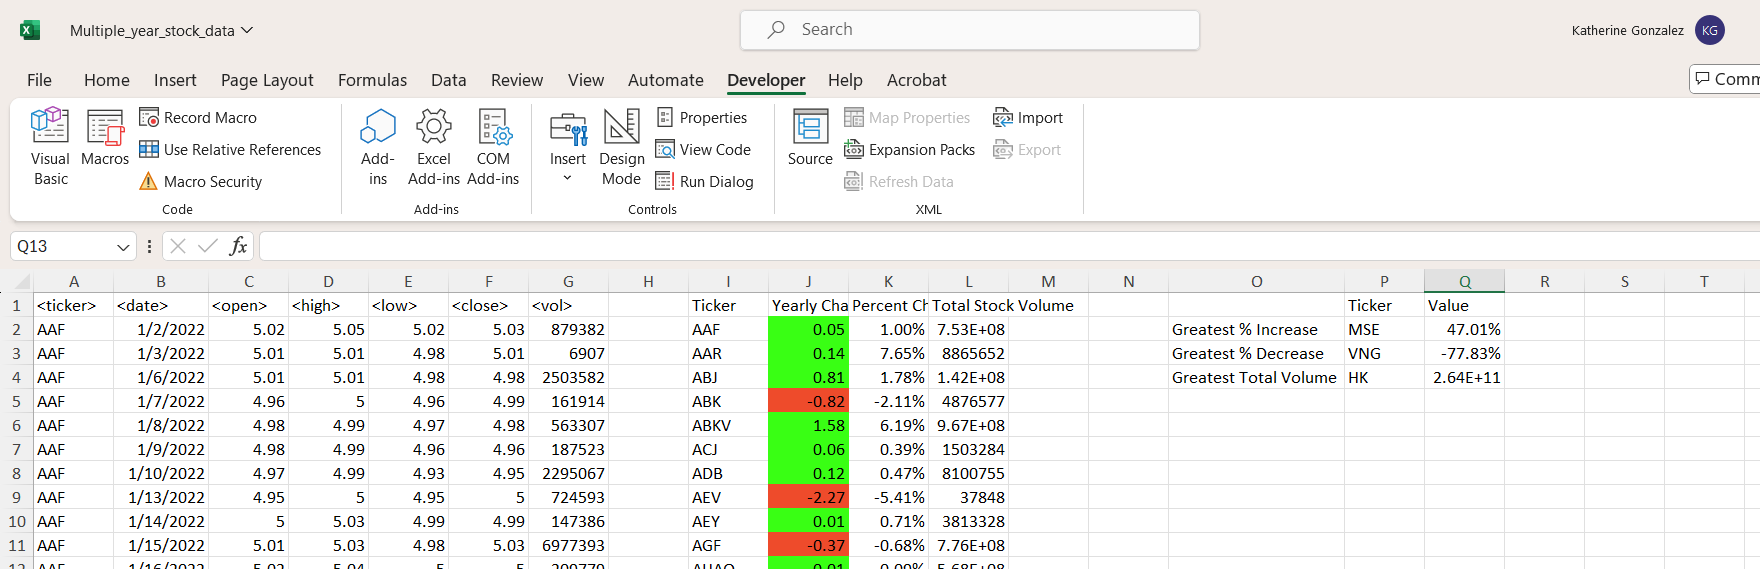 Multiple_year_stock_data
Search
Katherine Gonzalez KG
File Home Insert Page Layout Formulas Data Review View Automate Developer Help Acrobat
Visual Basic
Macros
Record Macro
Use Relative References
Macro Security
Code
Add-ins
Excel Add-ins
COM Add-ins
Add-ins
Insert
Design Mode
Properties
View Code
Run Dialog
Controls
Source
Map Properties
Expansion Packs
Refresh Data
Import
Export
XML
Q13 fx
A B C D E F G H I J K L M N O P Q R S T
1 <ticker> <date> <open> <high> <low> <close> <vol> Ticker Yearly Cha Percent Ch Total Stock Volume Ticker Value
2 AAF 1/2/2022 5.02 5.05 5.02 5.03 879382 AAF 0.05 1.00% 7.53E+08 Greatest % Increase MSE 47.01%
3 AAF 1/3/2022 5.01 5.01 4.98 5.01 6907 AAR 0.14 7.65% 8865652 Greatest % Decrease VNG -77.83%
4 AAF 1/6/2022 5.01 5.01 4.98 4.98 2503582 ABJ 0.81 1.78% 1.42E+08 Greatest Total Volume HK 2.64E+11
5 AAF 1/7/2022 4.96 5 4.96 4.99 161914 ABK -0.82 -2.11% 4876577
6 AAF 1/8/2022 4.98 4.99 4.97 4.98 563307 ABKV 1.58 6.19% 9.67E+08
7 AAF 1/9/2022 4.98 4.99 4.96 4.96 187523 ACJ 0.06 0.39% 1503284
8 AAF 1/10/2022 4.97 4.99 4.93 4.95 2295067 ADB 0.12 0.47% 8100755
9 AAF 1/13/2022 4.95 5 4.95 5 724593 AEV -2.27 -5.41% 37848
10 AAF 1/14/2022 5 5.03 4.99 4.99 147386 AEY 0.01 0.71% 3813328
11 AAF 1/15/2022 5.01 5.03 4.98 5.03 6977393 AGF -0.37 -0.68% 7.76E+08